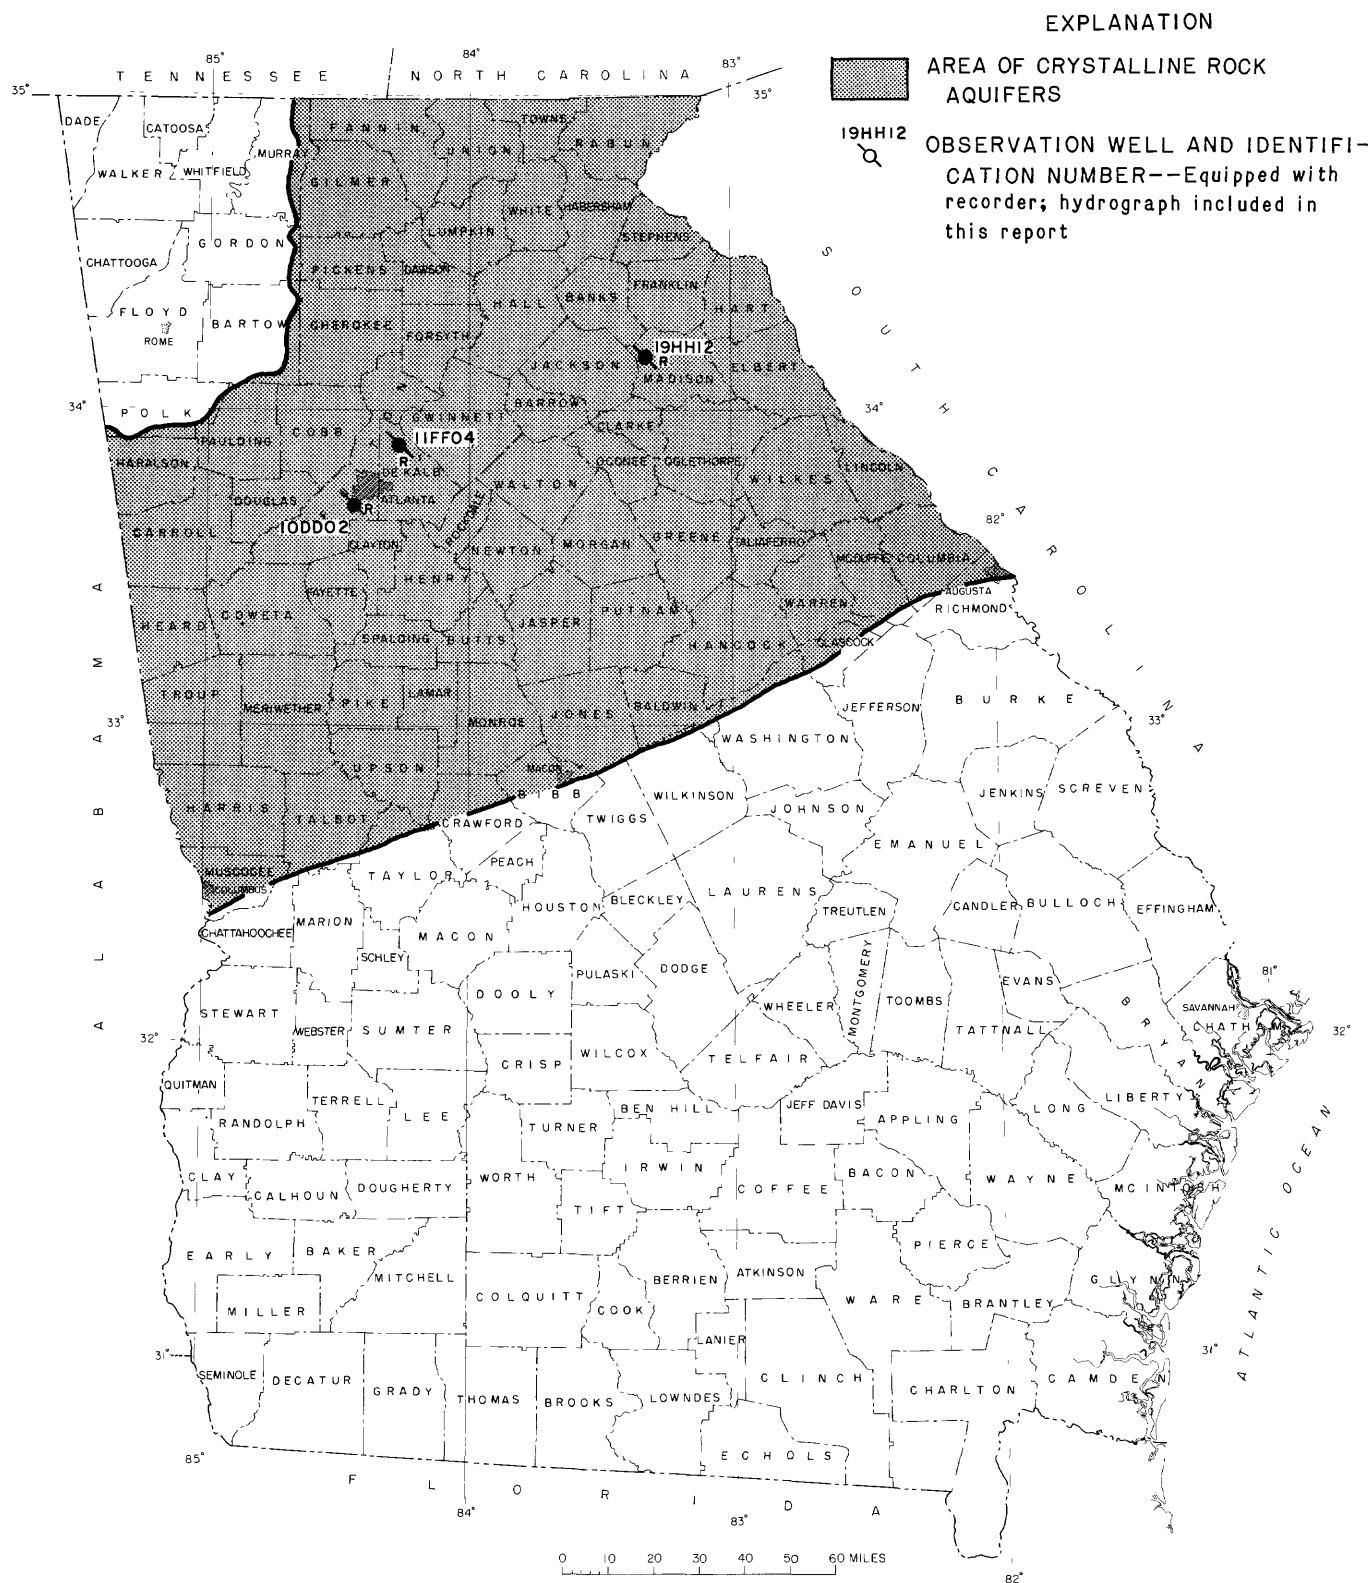 EXPLANATION
AREA OF CRYSTALLINE ROCK
AQUIFERS
19HH12
OBSERVATION WELL AND IDENTIFI-
CATION NUMBER--Equipped with
recorder; hydrograph included in
this report
85° 84° 83°
TENNESSEE NORTH CAROLINA
35° 35°
DADE CATOOSA FANNIN TOWNS
UNION RABUN
MURRAY
WALKER WHITFIELD
GILMER
WHITE HABERSHAM
LUMPKIN
GORDON STEPHENS
CHATTOOGA
PICKENS DAWSON
FRANKLIN
HALL BANKS
HART
FLOYD
BARTOW CHEROKEE
FORSYTH
ROME
19HH12
R
JACKSON
MADISON ELBERT
SOUTH CAROLINA
34° 34°
POLK
BARROW
GWINNETT
CLARKE
COBB
PAULDING
11FF04
R
HARALSON
DE KALB
OCONEE OGLETHORPE
LINCOLN
WILKES
WALTON
DOUGLAS ATLANTA
R
10DD02
ROCKDALE
CARROLL
82°
CLAYTON
NEWTON MORGAN GREENE TALIAFERRO
MCDUFFIE COLUMBIA
HENRY
FAYETTE
AUGUSTA
RICHMOND
WARREN
COWETA
HEARD
PUTNAM
JASPER
SPALDING BUTTS
HANCOCK GLASCOCK
TROUP
MERIWETHER PIKE LAMAR
MONROE JONES BALDWIN
JEFFERSON
BURKE
33° 33°
WASHINGTON
UPSON
MACON
BIBB
WILKINSON
JENKINS SCREVEN
HARRIS
TALBOT
CRAWFORD
TWIGGS
JOHNSON
EMANUEL
PEACH
MUSCOGEE
COLUMBUS
TAYLOR
LAURENS
HOUSTON BLECKLEY
TREUTLEN
CANDLER BULLOCH EFFINGHAM
MARION
CHATTAHOOCHEE
MACON
SCHLEY
ALABAMA
PULASKI DODGE
MONTGOMERY
EVANS
81°
DOOLY
WHEELER
TOOMBS
BRYAN
SAVANNAH
CHATHAM
STEWART
WEBSTER SUMTER
TATTNALL
32° 32°
WILCOX
TELFAIR
CRISP
QUITMAN
TERRELL
LEE
BEN HILL JEFF DAVIS
APPLING
LONG LIBERTY
RANDOLPH
TURNER
IRWIN
BACON
WAYNE
MCINTOSH
CLAY
CALHOUN DOUGHERTY WORTH
COFFEE
TIFT
ATLANTIC OCEAN
EARLY BAKER
PIERCE
MITCHELL
BERRIEN ATKINSON
GLYNN
MILLER
COLQUITT COOK
WARE BRANTLEY
LANIER
31° 31°
SEMINOLE DECATUR GRADY THOMAS BROOKS LOWNDES
CLINCH CHARLTON CAMDEN
ECHOLS
85°
FLORIDA
84° 83° 82°
0 10 20 30 40 50 60 MILES